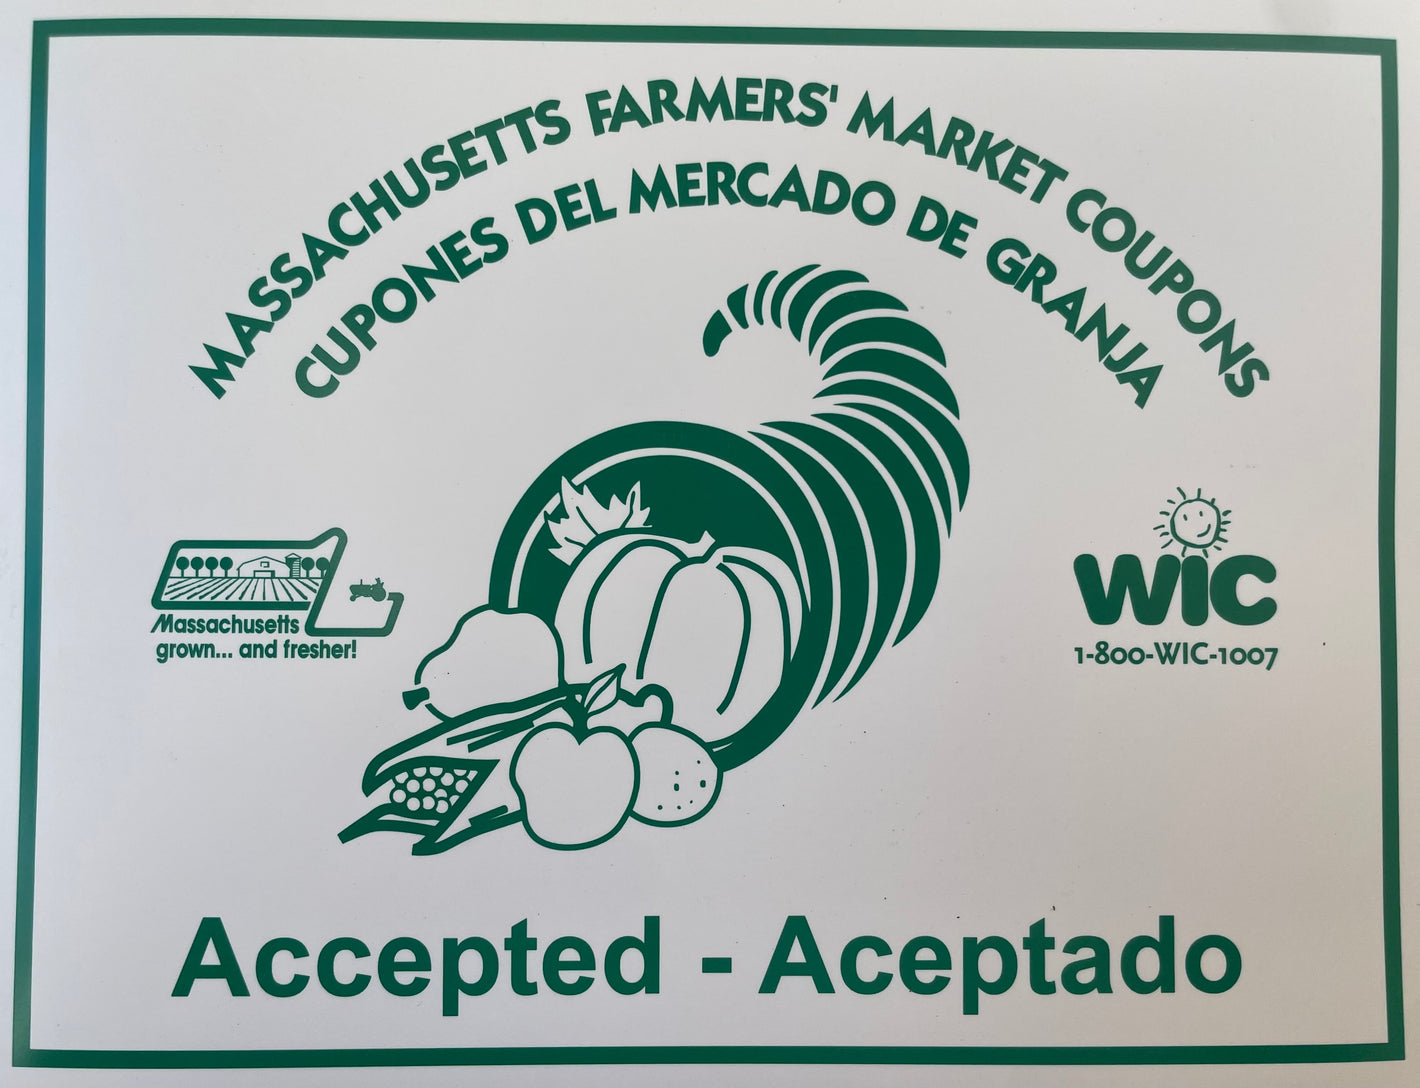 MASSACHUSETTS FARMERS' MARKET COUPONS
CUPONES DEL MERCADO DE GRANJA
Massachusetts
grown... and fresher!
WIC
1-800-WIC-1007
Accepted - Aceptado